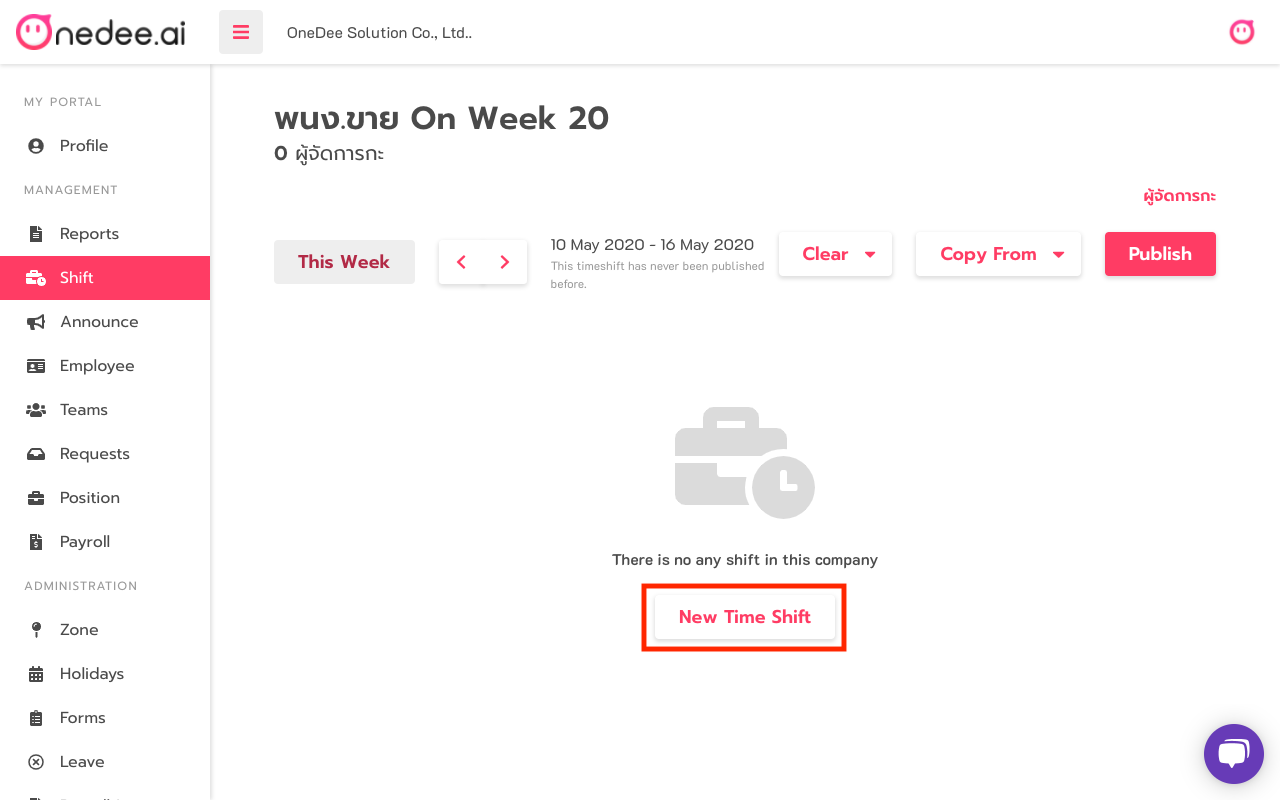 Onedee.ai
OneDee Solution Co., Ltd..
MY PORTAL
Profile
MANAGEMENT
Reports
Shift
Announce
Employee
Teams
Requests
Position
Payroll
ADMINISTRATION
Zone
Holidays
Forms
Leave
พนง.ขาย On Week 20
0 ผู้จัดการกะ
ผู้จัดการกะ
This Week
10 May 2020 - 16 May 2020
This timeshift has never been published
before.
Clear
Copy From
Publish
There is no any shift in this company
New Time Shift